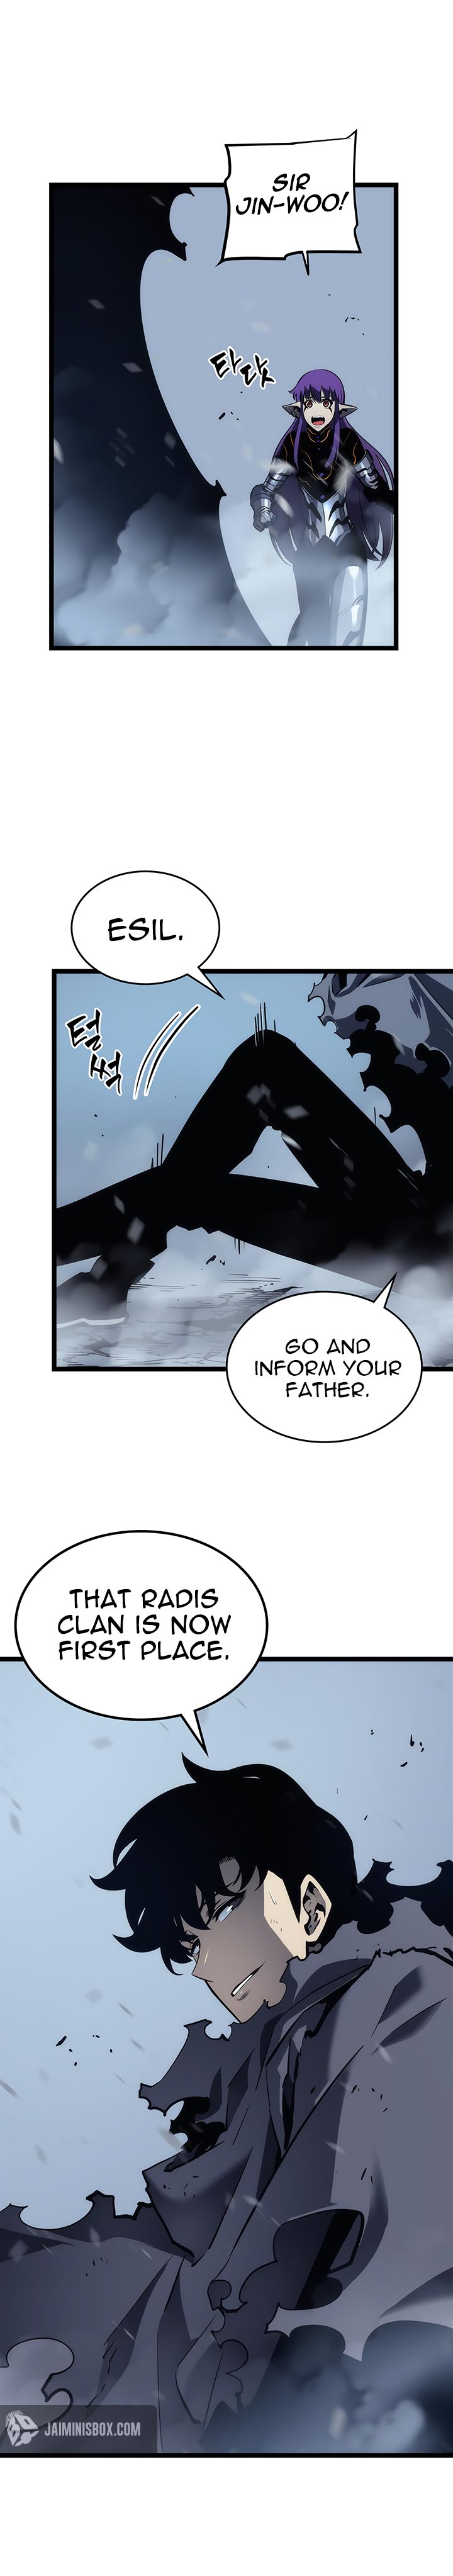 SIR
JIN-WOO!
타닷
ESIL.
털
썩
GO AND
INFORM YOUR
FATHER.
THAT RADIS
CLAN IS NOW
FIRST PLACE.
JAIMINISBOX.COM